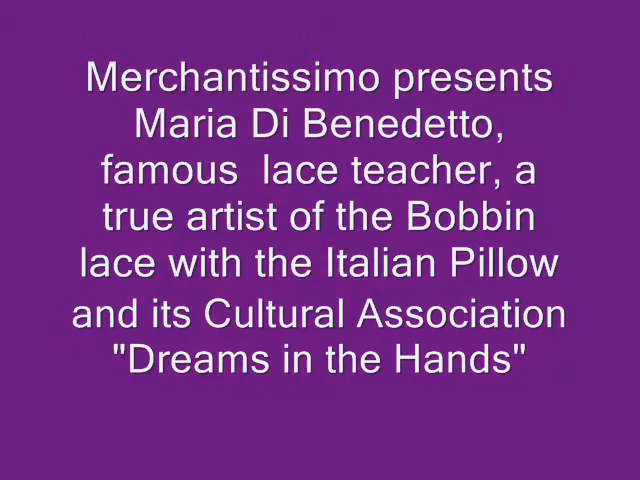 Merchantissimo presents
Maria Di Benedetto,
famous  lace teacher, a
true artist of the Bobbin
lace with the Italian Pillow
and its Cultural Association
"Dreams in the Hands"